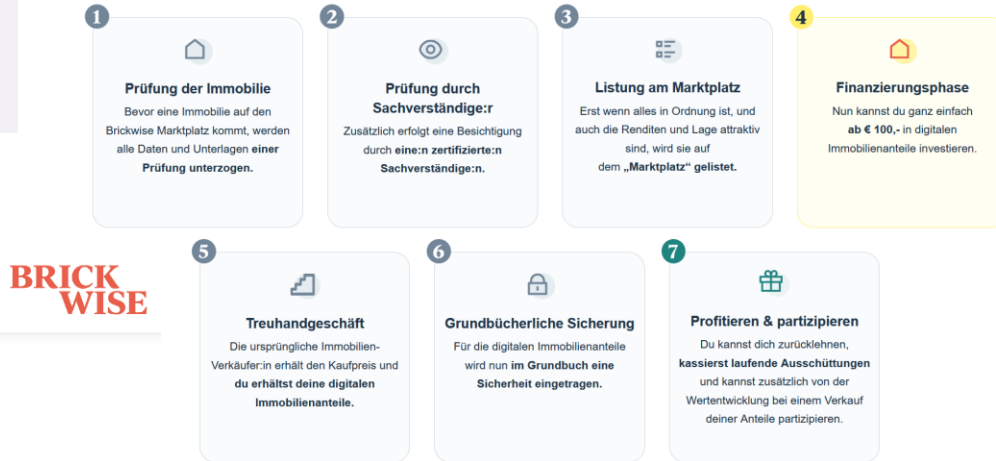 1
Prüfung der Immobilie
Bevor eine Immobilie auf den
Brickwise Marktplatz kommt, werden
alle Daten und Unterlagen einer
Prüfung unterzogen.
2
Prüfung durch
Sachverständige:r
Zusätzlich erfolgt eine Besichtigung
durch eine:n zertifizierte:n
Sachverständige:n.
3
Listung am Marktplatz
Erst wenn alles in Ordnung ist, und
auch die Renditen und Lage attraktiv
sind, wird sie auf
dem „Marktplatz“ gelistet.
4
Finanzierungsphase
Nun kannst du ganz einfach
ab € 100,- in digitalen
Immobilienanteile investieren.
BRICK
WISE
5
Treuhandgeschäft
Die ursprüngliche Immobilien-
Verkäufer:in erhält den Kaufpreis und
du erhältst deine digitalen
Immobilienanteile.
6
Grundbücherliche Sicherung
Für die digitalen Immobilienanteile
wird nun im Grundbuch eine
Sicherheit eingetragen.
7
Profitieren & partizipieren
Du kannst dich zurücklehnen,
kassierst laufende Ausschüttungen
und kannst zusätzlich von der
Wertentwicklung bei einem Verkauf
deiner Anteile partizipieren.